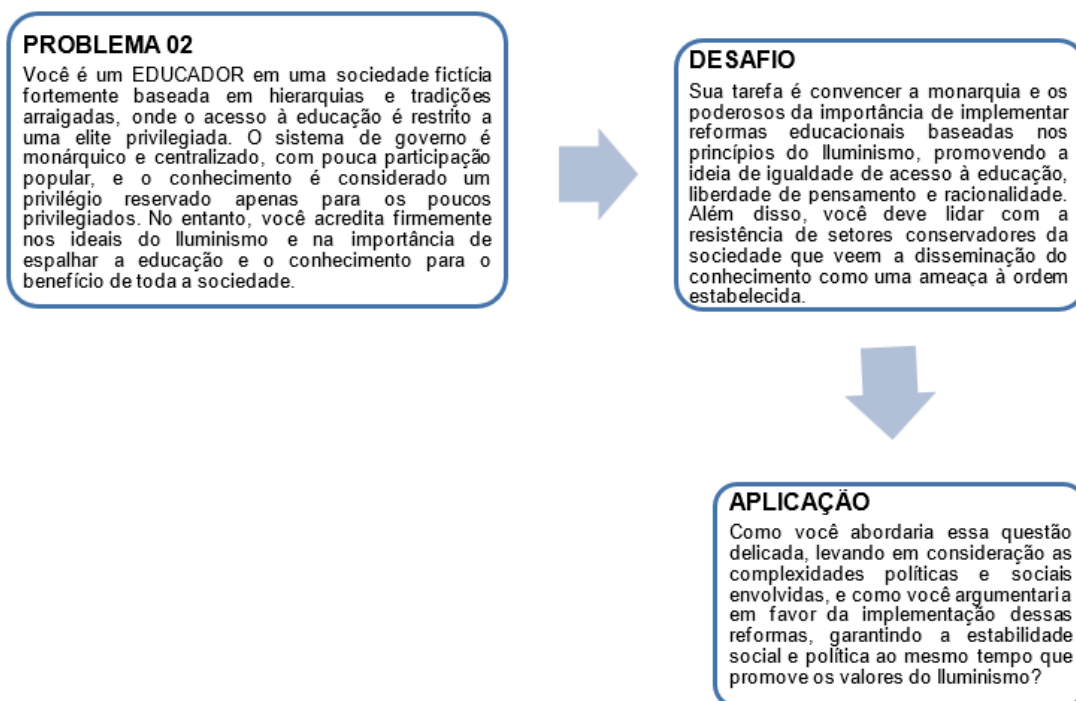 PROBLEMA 02
Você é um EDUCADOR em uma sociedade fictícia
fortemente baseada em hierarquias e tradições
arraigadas, onde o acesso à educação é restrito a
uma elite privilegiada. O sistema de governo é
monárquico e centralizado, com pouca participação
popular, e o conhecimento é considerado um
privilégio reservado apenas para os poucos
privilegiados. No entanto, você acredita firmemente
nos ideais do Iluminismo e na importância de
espalhar a educação e o conhecimento para o
benefício de toda a sociedade.
DESAFIO
Sua tarefa é convencer a monarquia e os
poderosos da importância de implementar
reformas educacionais baseadas nos
princípios do Iluminismo, promovendo a
ideia de igualdade de acesso à educação,
liberdade de pensamento e racionalidade.
Além disso, você deve lidar com a
resistência de setores conservadores da
sociedade que veem a disseminação do
conhecimento como uma ameaça à ordem
estabelecida.
APLICAÇÃO
Como você abordaria essa questão
delicada, levando em consideração as
complexidades políticas e sociais
envolvidas, e como você argumentaria
em favor da implementação dessas
reformas, garantindo a estabilidade
social e política ao mesmo tempo que
promove os valores do Iluminismo?